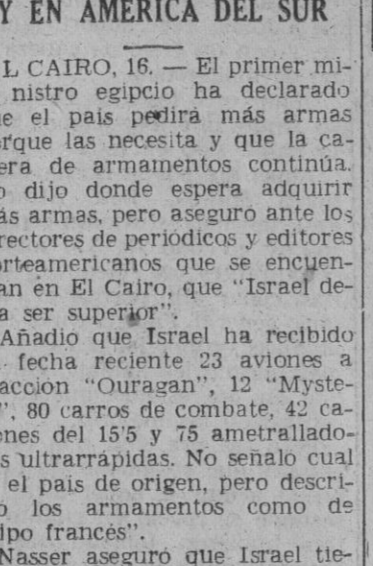 Y EN AMERICA DEL SUR
L CAIRO, 16. — El primer mi-
nistro egipcio ha declarado
e el país pedirá más armas
rque las necesita y que la ca-
era de armamentos continúa.
o dijo donde espera adquirir
ás armas, pero aseguró ante los
rectores de periódicos y editores
orteamericanos que se encuen-
an en El Cairo, que "Israel de-
a ser superior".
Añadió que Israel ha recibido
fecha reciente 23 aviones a
acción "Ouragan", 12 "Myste-
", 80 carros de combate, 42 ca-
ones del 15'5 y 75 ametrallado-
s ultrarrápidas. No señalo cual
el país de origen, pero descri-
o los armamentos como de
ipo francés".
Nasser aseguró que Israel tie-